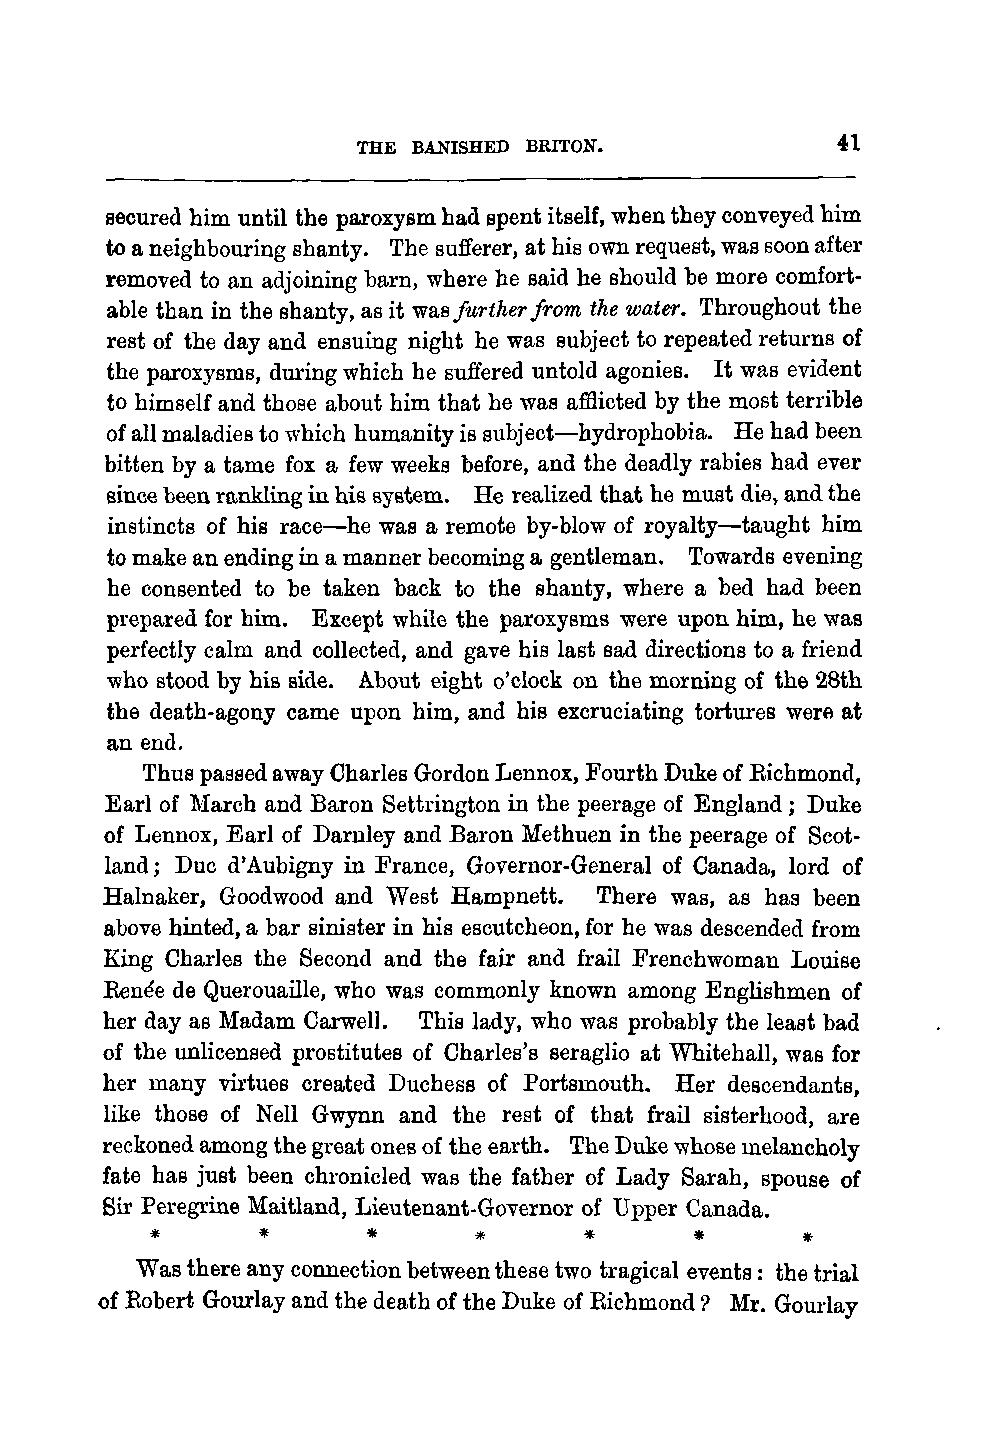 THE BANISHED BRITON. 41
secured him until the paroxysm had spent itself, when they conveyed him
to a neighbouring shanty. The sufferer, at his own request, was soon after
removed to an adjoining barn, where he said he should be more comfort-
able than in the shanty, as it was further from the water. Throughout the
rest of the day and ensuing night he was subject to repeated returns of
the paroxysms, during which he suffered untold agonies. It was evident
to himself and those about him that he was afflicted by the most terrible
of all maladies to which humanity is subject—hydrophobia. He had been
bitten by a tame fox a few weeks before, and the deadly rabies had ever
since been rankling in his system. He realized that he must die, and the
instincts of his race—he was a remote by-blow of royalty—taught him
to make an ending in a manner becoming a gentleman. Towards evening
he consented to be taken back to the shanty, where a bed had been
prepared for him. Except while the paroxysms were upon him, he was
perfectly calm and collected, and gave his last sad directions to a friend
who stood by his side. About eight o'clock on the morning of the 28th
the death-agony came upon him, and his excruciating tortures were at
an end.
Thus passed away Charles Gordon Lennox, Fourth Duke of Richmond,
Earl of March and Baron Settrington in the peerage of England; Duke
of Lennox, Earl of Darnley and Baron Methuen in the peerage of Scot-
land; Duc d'Aubigny in France, Governor-General of Canada, lord of
Halnaker, Goodwood and West Hampnett. There was, as has been
above hinted, a bar sinister in his escutcheon, for he was descended from
King Charles the Second and the fair and frail Frenchwoman Louise
Renée de Querouaille, who was commonly known among Englishmen of
her day as Madam Carwell. This lady, who was probably the least bad
of the unlicensed prostitutes of Charles's seraglio at Whitehall, was for
her many virtues created Duchess of Portsmouth. Her descendants,
like those of Nell Gwynn and the rest of that frail sisterhood, are
reckoned among the great ones of the earth. The Duke whose melancholy
fate has just been chronicled was the father of Lady Sarah, spouse of
Sir Peregrine Maitland, Lieutenant-Governor of Upper Canada.
* * * * * * *
Was there any connection between these two tragical events: the trial
of Robert Gourlay and the death of the Duke of Richmond? Mr. Gourlay